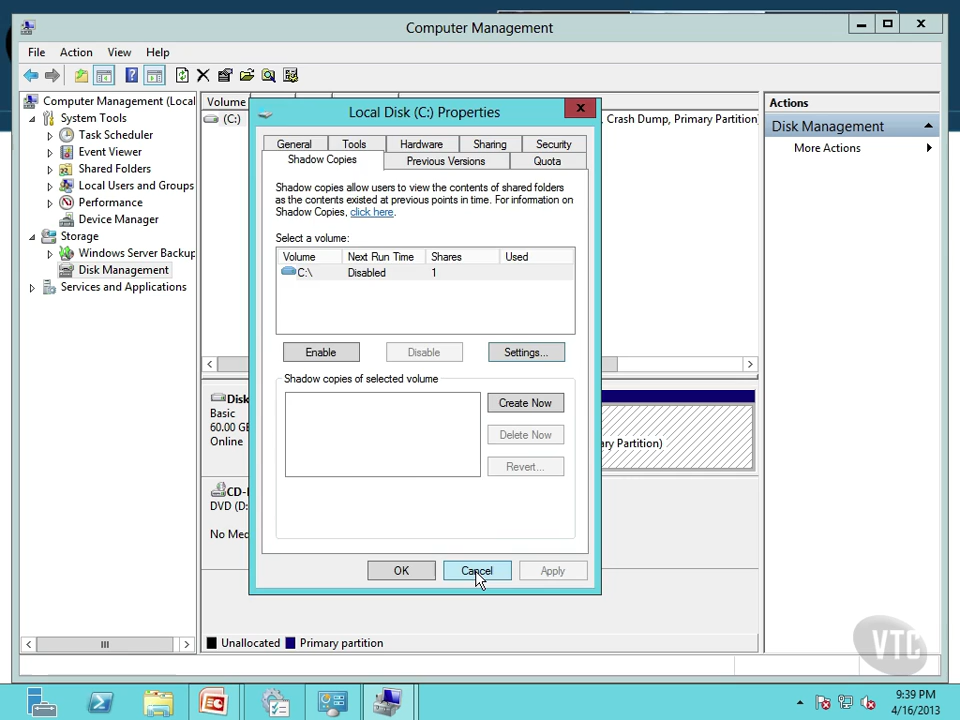 Computer Management
File Action View Help
Computer Management (Local
System Tools
Task Scheduler
Event Viewer
Shared Folders
Local Users and Groups
Performance
Device Manager
Storage
Windows Server Backup
Disk Management
Services and Applications
Volume
(C:)
, Crash Dump, Primary Partition)
Local Disk (C:) Properties
General Tools Hardware Sharing Security
Shadow Copies Previous Versions Quota
Shadow copies allow users to view the contents of shared folders
as the contents existed at previous points in time. For information on
Shadow Copies, click here.
Select a volume:
Volume Next Run Time Shares Used
C:\ Disabled 1
Enable Disable Settings...
Shadow copies of selected volume
Create Now
Delete Now
Revert...
OK Cancel Apply
Disk
Basic
60.00 GB
Online
ary Partition)
CD-
DVD (D:
No Med
Unallocated Primary partition
Actions
Disk Management
More Actions
VTC
9:39 PM
4/16/2013